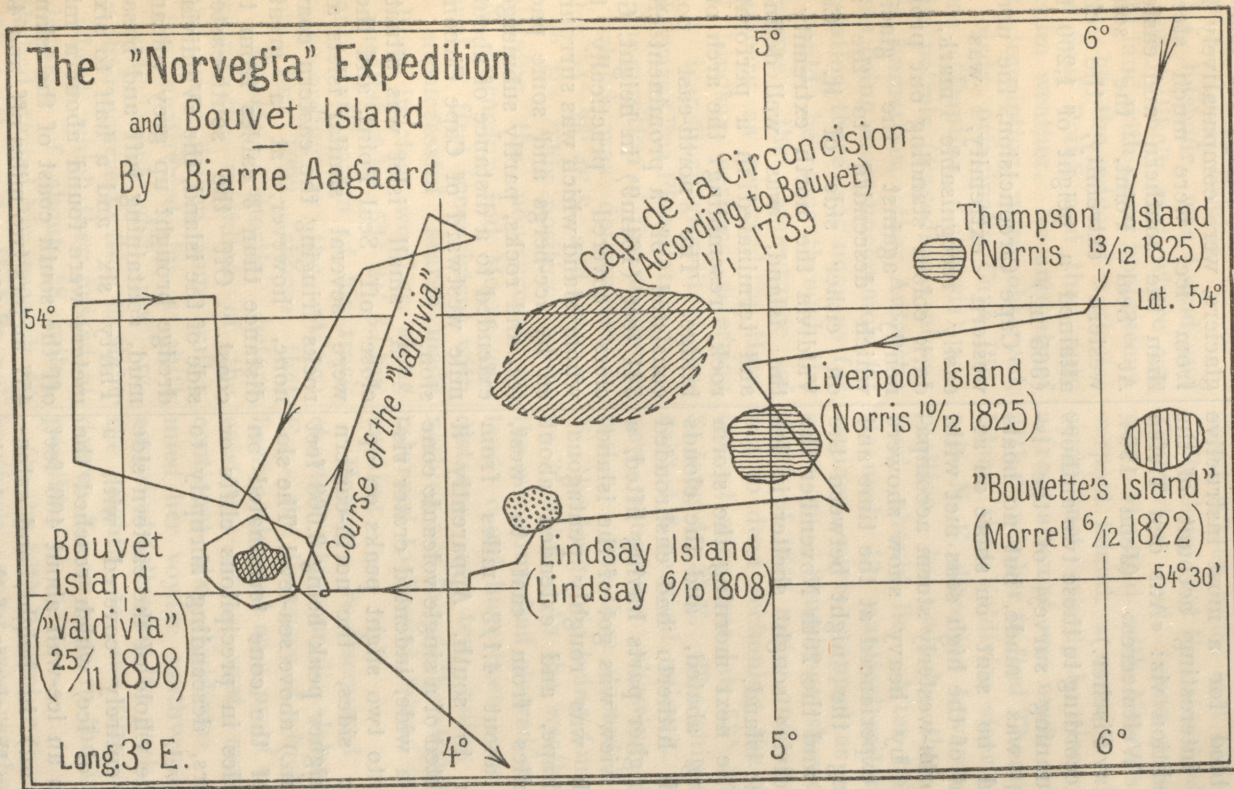 The "Norvegia" Expedition
and Bouvet Island
By Bjarne Aagaard
5°
6°
Cap de la Circoncision
(According to Bouvet)
1/1 1739
Thompson Island
(Norris 13/12 1825)
54°
Lat. 54°
Course of the "Valdivia"
Liverpool Island
(Norris 10/12 1825)
"Bouvette's Island"
(Morrell 6/12 1822)
Bouvet
Island
("Valdivia"
25/11 1898)
Lindsay Island
(Lindsay 6/10 1808)
54°30'
Long. 3° E.
4°
5°
6°